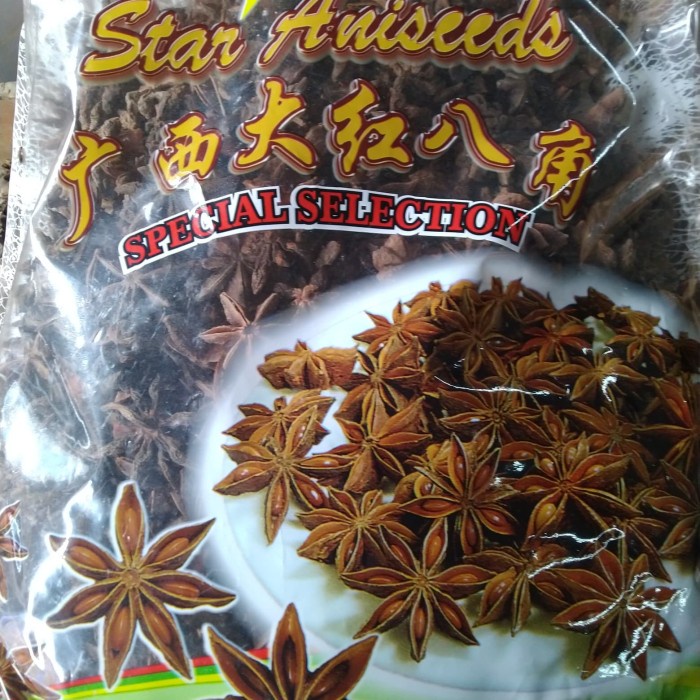 Star Aniseeds
广西大红八角
SPECIAL SELECTION